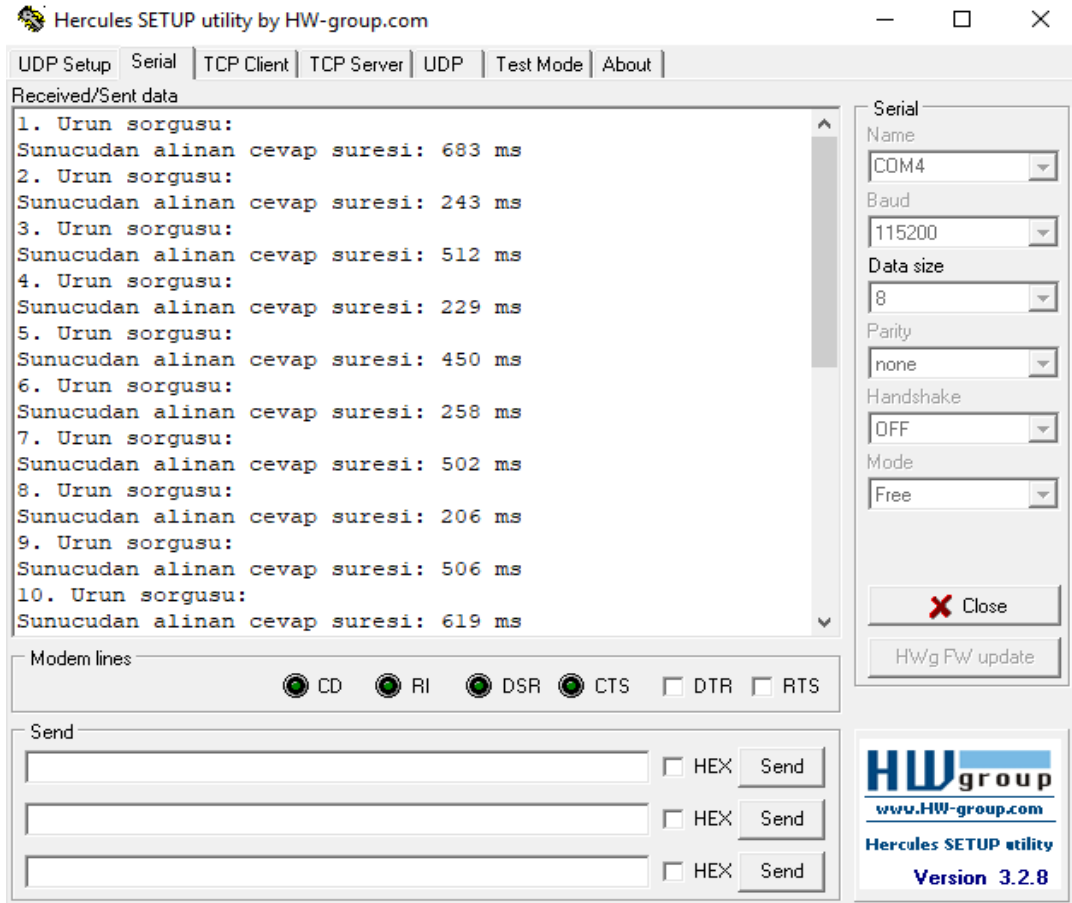 Hercules SETUP utility by HW-group.com
UDP Setup Serial TCP Client TCP Server UDP Test Mode About
Received/Sent data
1. Urun sorgusu:
Sunucudan alinan cevap suresi: 683 ms
2. Urun sorgusu:
Sunucudan alinan cevap suresi: 243 ms
3. Urun sorgusu:
Sunucudan alinan cevap suresi: 512 ms
4. Urun sorgusu:
Sunucudan alinan cevap suresi: 229 ms
5. Urun sorgusu:
Sunucudan alinan cevap suresi: 450 ms
6. Urun sorgusu:
Sunucudan alinan cevap suresi: 258 ms
7. Urun sorgusu:
Sunucudan alinan cevap suresi: 502 ms
8. Urun sorgusu:
Sunucudan alinan cevap suresi: 206 ms
9. Urun sorgusu:
Sunucudan alinan cevap suresi: 506 ms
10. Urun sorgusu:
Sunucudan alinan cevap suresi: 619 ms
Serial
Name
COM4
Baud
115200
Data size
8
Parity
none
Handshake
OFF
Mode
Free
Close
HWg FW update
Modem lines
CD RI DSR CTS DTR RTS
Send
HEX Send
HEX Send
HEX Send
HW group
www.HW-group.com
Hercules SETUP utility
Version 3.2.8